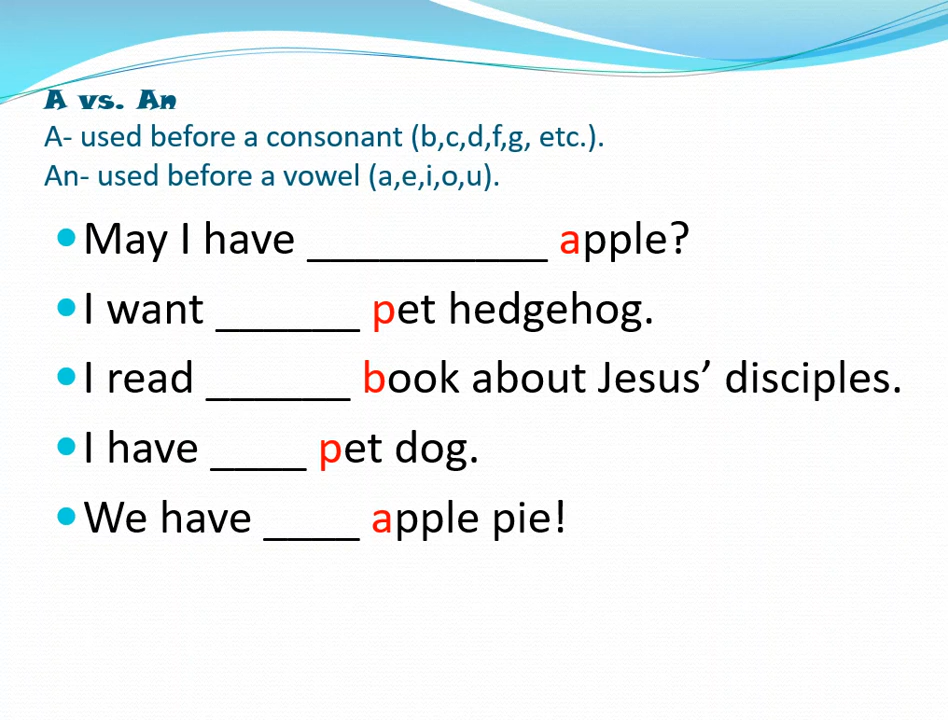 A vs. An
A- used before a consonant (b,c,d,f,g, etc.).
An- used before a vowel (a,e,i,o,u).
•May I have __________ apple?
•I want ______ pet hedgehog.
•I read ______ book about Jesus’ disciples.
•I have ____ pet dog.
•We have ____ apple pie!